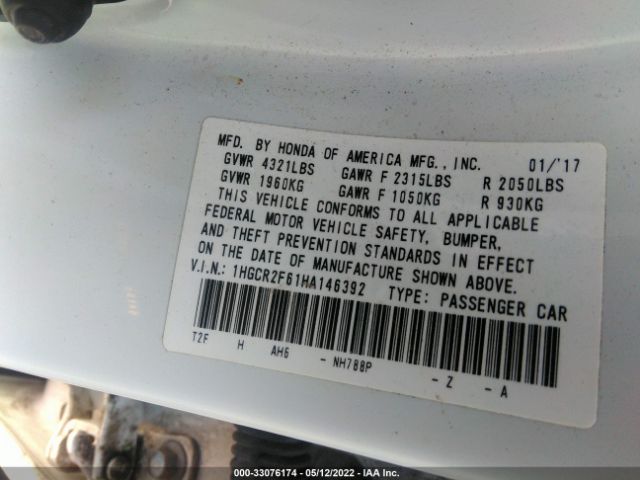 MFD. BY HONDA OF AMERICA MFG., INC. 01/'17
GVWR 4321LBS GAWR F 2315LBS R 2050LBS
GVWR 1960KG GAWR F 1050KG R 930KG
THIS VEHICLE CONFORMS TO ALL APPLICABLE
FEDERAL MOTOR VEHICLE SAFETY, BUMPER,
AND THEFT PREVENTION STANDARDS IN EFFECT
ON THE DATE OF MANUFACTURE SHOWN ABOVE.
V.I.N.: 1HGCR2F61HA146392 TYPE: PASSENGER CAR
T2F H AH6 - NH788P - Z - A
000-33076174 - 05/12/2022 - IAA Inc.